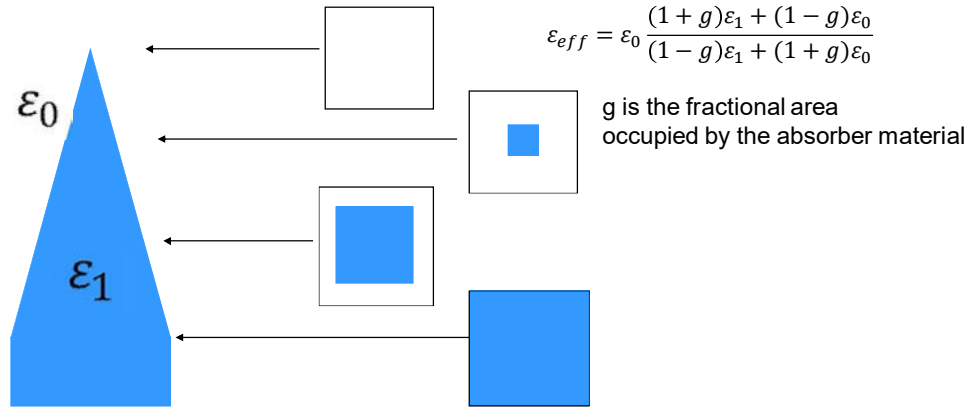 ε_eff = ε_0 ((1 + g)ε_1 + (1 − g)ε_0) / ((1 − g)ε_1 + (1 + g)ε_0)
ε_0
g is the fractional area
occupied by the absorber material
ε_1